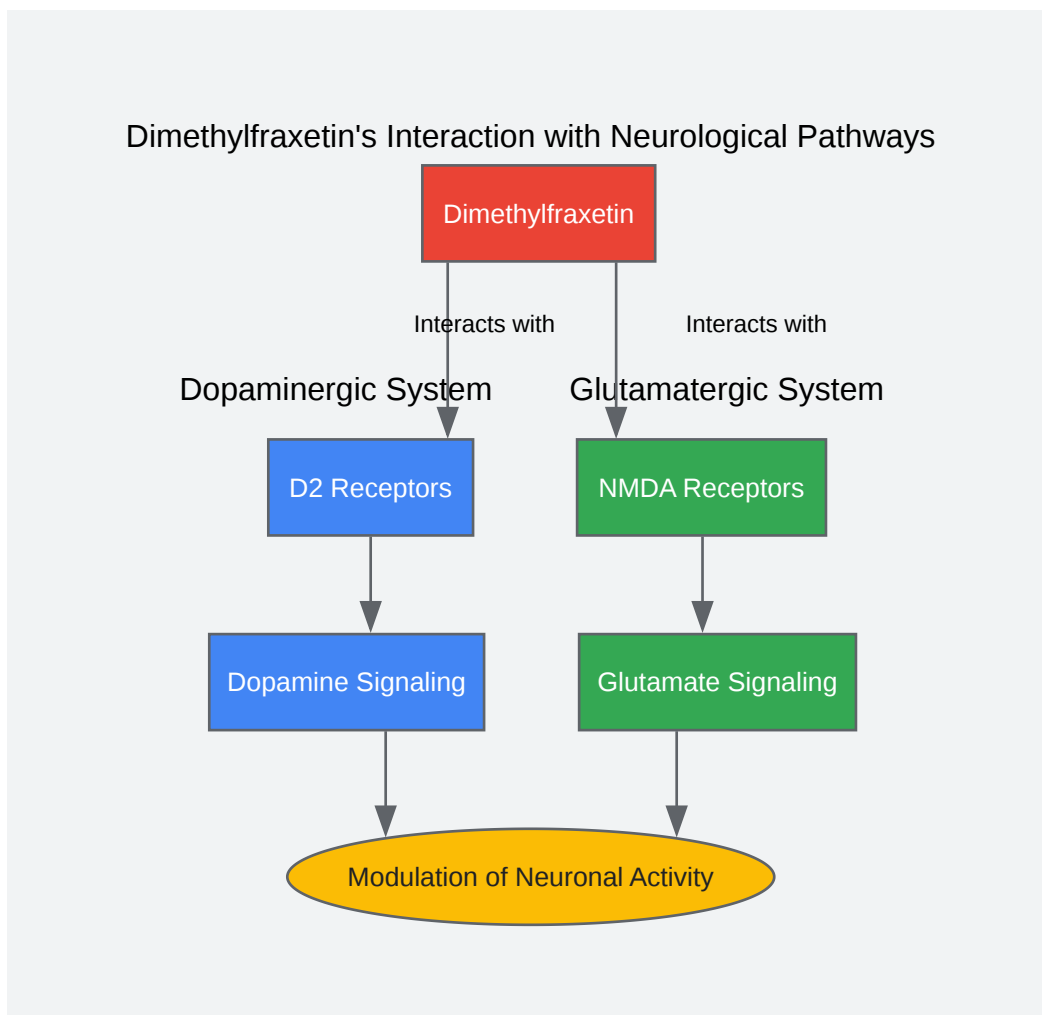 Dimethylfraxetin's Interaction with Neurological Pathways
Dimethylfraxetin
Interacts with
Interacts with
Dopaminergic System
Glutamatergic System
D2 Receptors
NMDA Receptors
Dopamine Signaling
Glutamate Signaling
Modulation of Neuronal Activity